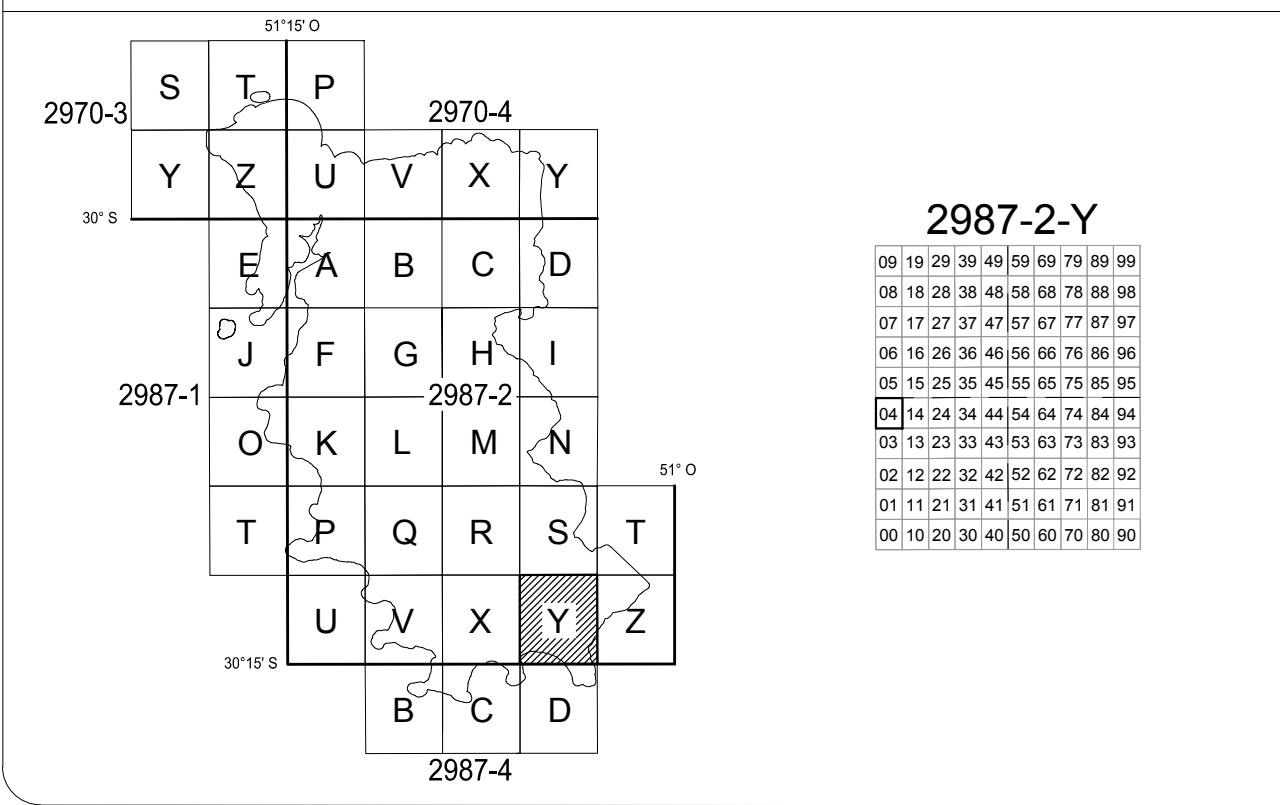 51°15' O
S T P
2970-3 2970-4
Y Z U V X Y
30° S
E A B C D
J F G H I
2987-1 2987-2
O K L M N
51° O
T P Q R S T
U V X Y Z
30°15' S
B C D
2987-4
2987-2-Y
09 19 29 39 49 59 69 79 89 99
08 18 28 38 48 58 68 78 88 98
07 17 27 37 47 57 67 77 87 97
06 16 26 36 46 56 66 76 86 96
05 15 25 35 45 55 65 75 85 95
04 14 24 34 44 54 64 74 84 94
03 13 23 33 43 53 63 73 83 93
02 12 22 32 42 52 62 72 82 92
01 11 21 31 41 51 61 71 81 91
00 10 20 30 40 50 60 70 80 90